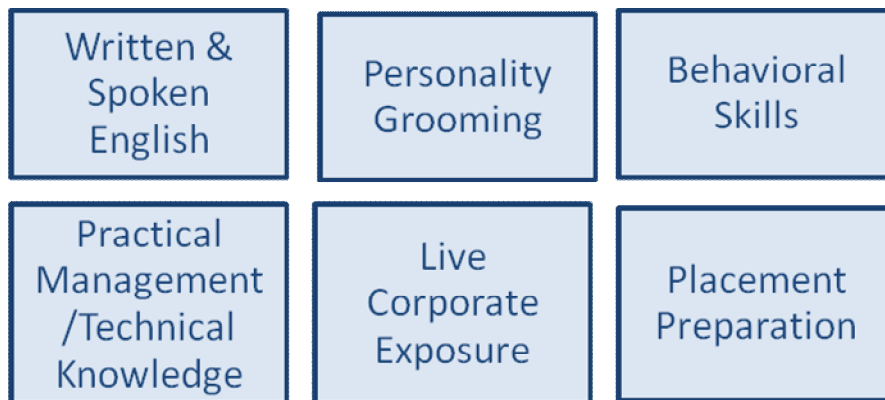 Written &
Spoken
English
Personality
Grooming
Behavioral
Skills
Practical
Management
/Technical
Knowledge
Live
Corporate
Exposure
Placement
Preparation